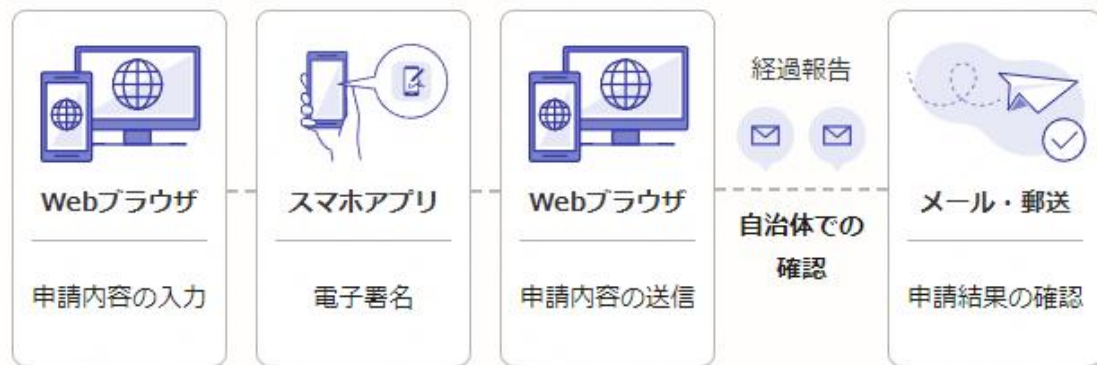 Webブラウザ
申請内容の入力
スマホアプリ
電子署名
Webブラウザ
申請内容の送信
経過報告
自治体での
確認
メール・郵送
申請結果の確認